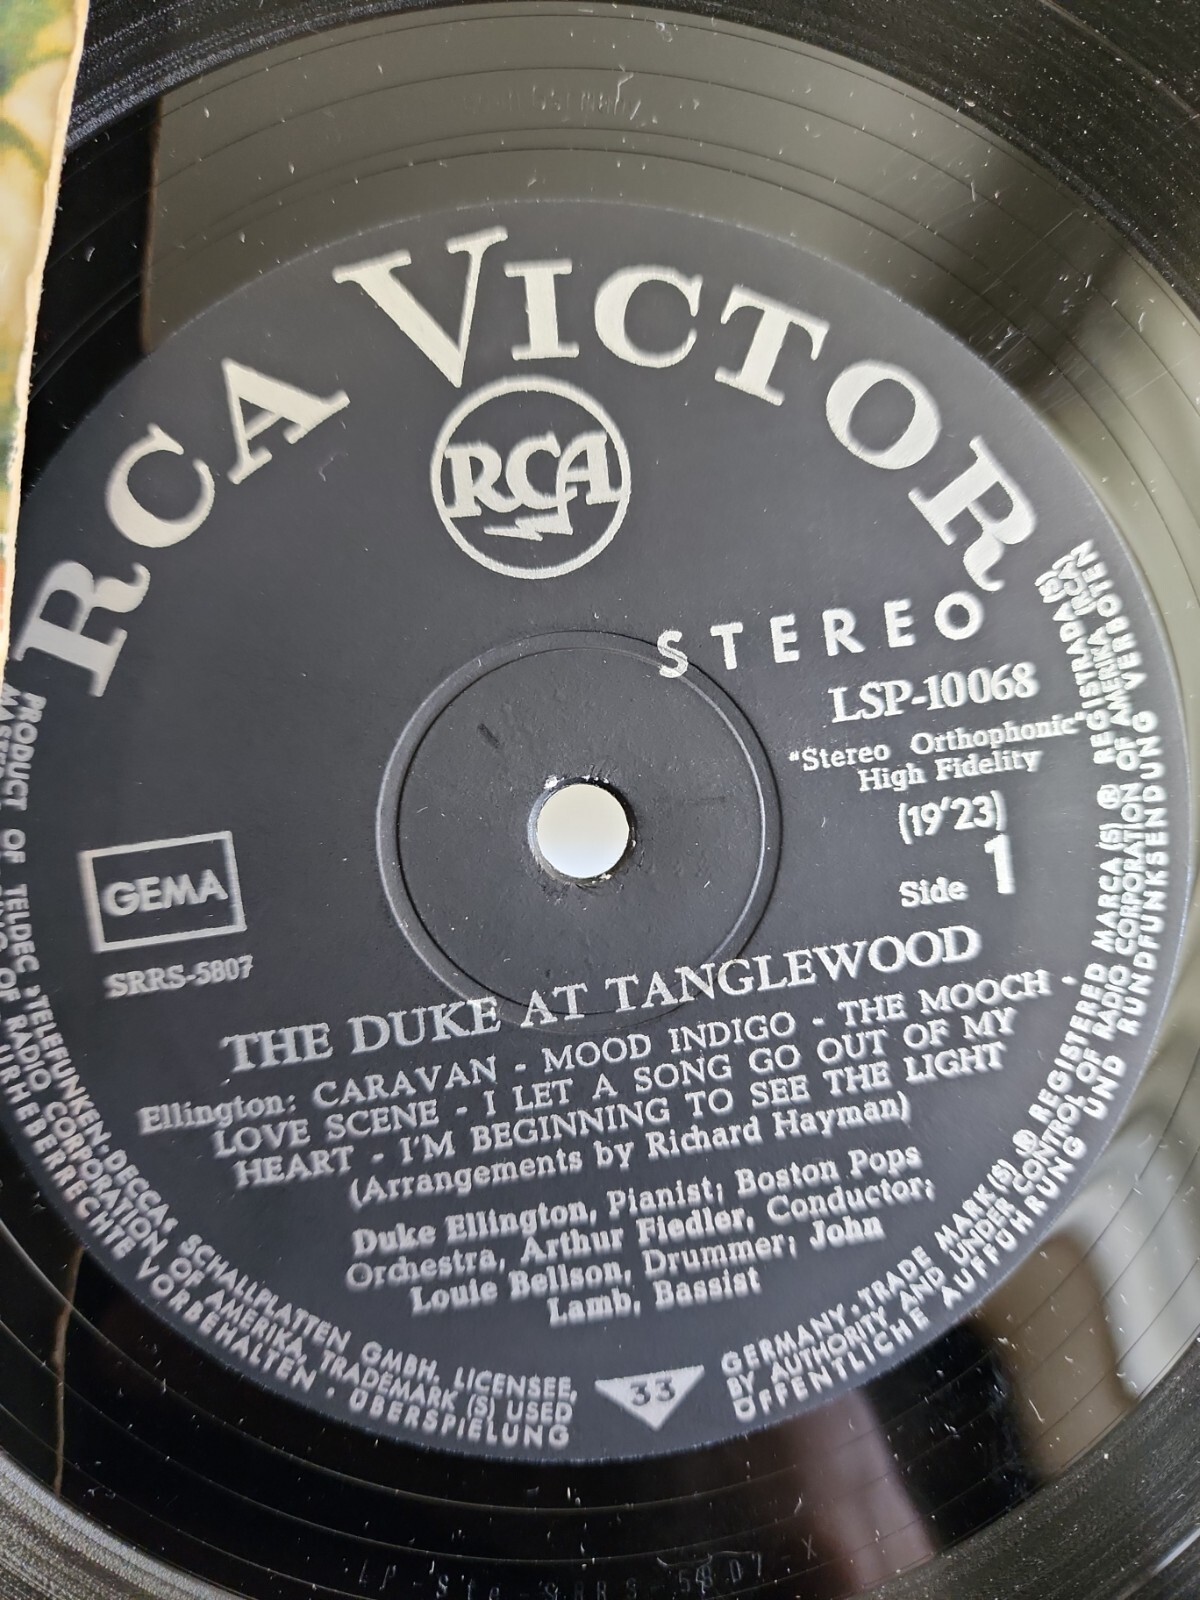 RCA VICTOR
RCA
STEREO
LSP-10068
"Stereo Orthophonic"
High Fidelity
(19'23)
Side 1
GEMA
SRRS-5807
THE DUKE AT TANGLEWOOD
Ellington: CARAVAN - MOOD INDIGO - THE MOOCH -
LOVE SCENE - I LET A SONG GO OUT OF MY
HEART - I'M BEGINNING TO SEE THE LIGHT
(Arrangements by Richard Hayman)
Duke Ellington, Pianist; Boston Pops
Orchestra, Arthur Fiedler, Conductor;
Louie Bellson, Drummer; John
Lamb, Bassist
33
PRODUCT OF TELDEC »TELEFUNKEN-DECCA« SCHALLPLATTEN GMBH, LICENSEE,
OF RADIO CORPORATION OF AMERIKA, TRADEMARK (S) USED
URHEBERRECHTE VORBEHALTEN · ÜBERSPIELUNG
GERMANY · TRADE MARK(S) ® REGISTERED MARCA(S) ® REGISTRADA(S)
BY AUTHORITY AND UNDER CONTROL OF RADIO CORPORATION OF AMERIKA (RCA)
ÖFFENTLICHE AUFFÜHRUNG UND RUNDFUNKSENDUNG VERBOTEN